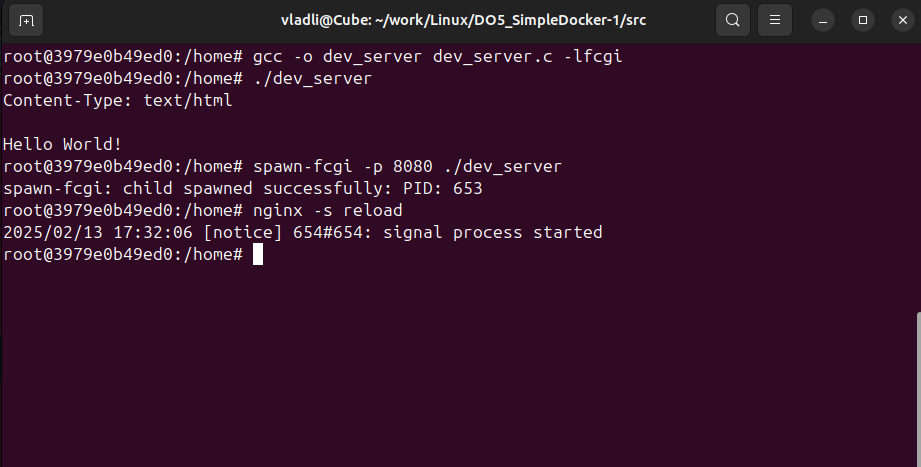 vladli@Cube: ~/work/Linux/DO5_SimpleDocker-1/src
root@3979e0b49ed0:/home# gcc -o dev_server dev_server.c -lfcgi
root@3979e0b49ed0:/home# ./dev_server
Content-Type: text/html
Hello World!
root@3979e0b49ed0:/home# spawn-fcgi -p 8080 ./dev_server
spawn-fcgi: child spawned successfully: PID: 653
root@3979e0b49ed0:/home# nginx -s reload
2025/02/13 17:32:06 [notice] 654#654: signal process started
root@3979e0b49ed0:/home#